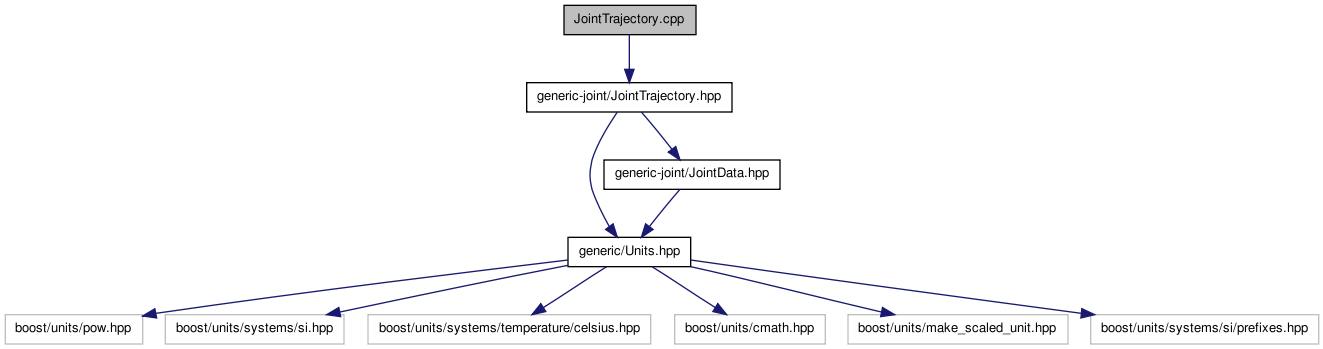 JointTrajectory.cpp
generic-joint/JointTrajectory.hpp
generic-joint/JointData.hpp
generic/Units.hpp
boost/units/pow.hpp
boost/units/systems/si.hpp
boost/units/systems/temperature/celsius.hpp
boost/units/cmath.hpp
boost/units/make_scaled_unit.hpp
boost/units/systems/si/prefixes.hpp